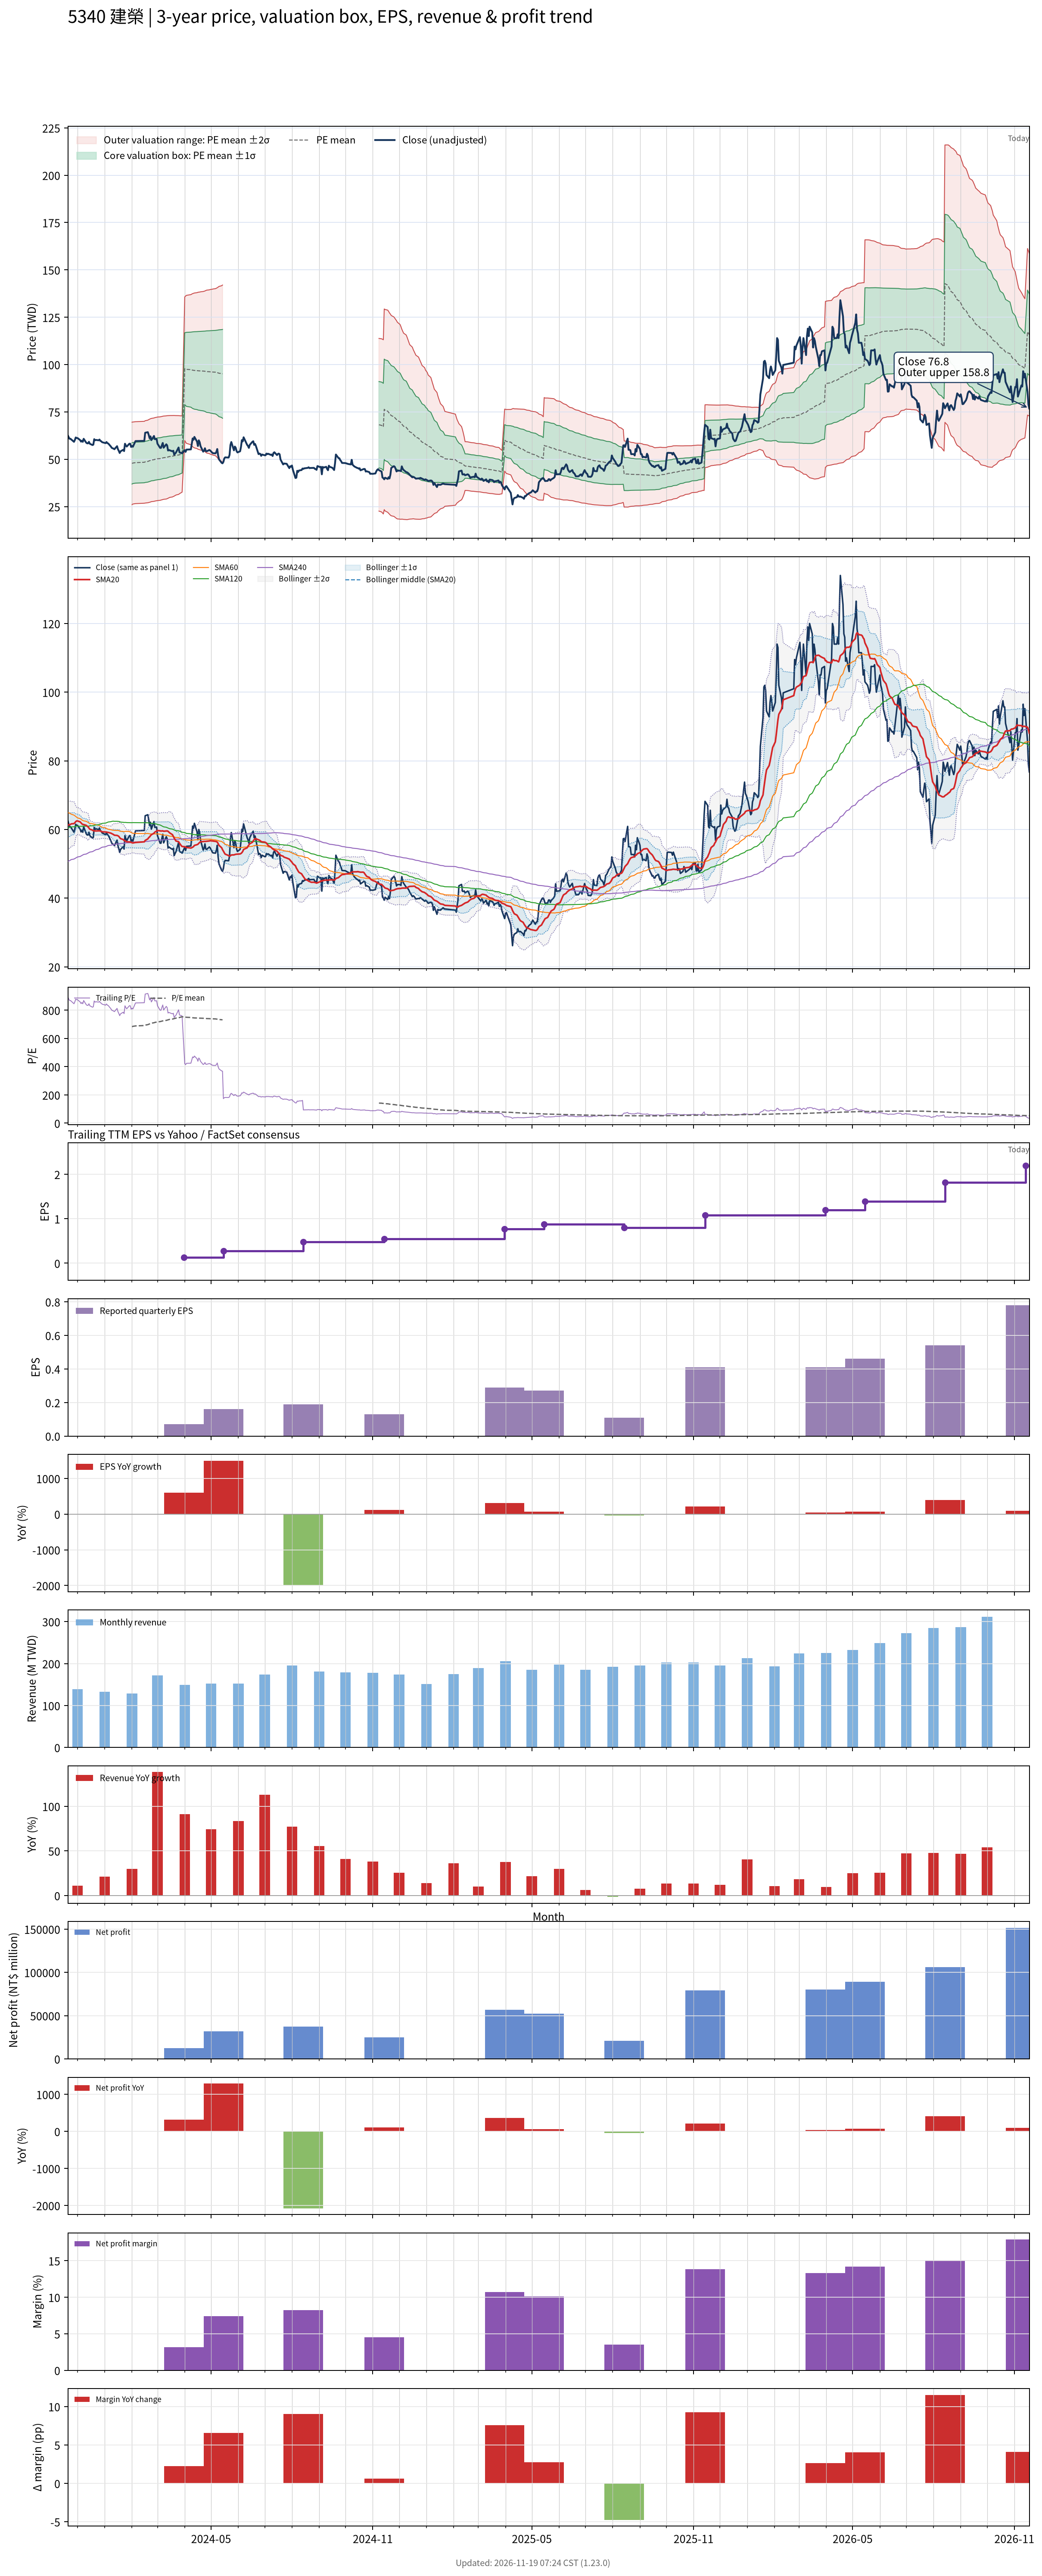 5340 建榮 | 3-year price, valuation box, EPS, revenue & profit trend
Outer valuation range: PE mean ±2σ
PE mean
Close (unadjusted)
Core valuation box: PE mean ±1σ
Today
225
200
175
150
125
100
75
50
25
Price (TWD)
Close 76.8
Outer upper 158.8
Close (same as panel 1)
SMA60
SMA240
Bollinger ±1σ
SMA20
SMA120
Bollinger ±2σ
Bollinger middle (SMA20)
120
100
80
60
40
20
Price
Trailing P/E
P/E mean
800
600
400
200
0
P/E
Trailing TTM EPS vs Yahoo / FactSet consensus
Today
2
1
0
EPS
Reported quarterly EPS
0.8
0.6
0.4
0.2
0.0
EPS
EPS YoY growth
1000
0
-1000
-2000
YoY (%)
Monthly revenue
300
200
100
0
Revenue (M TWD)
Revenue YoY growth
100
50
0
YoY (%)
Month
Net profit
150000
100000
50000
0
Net profit (NT$ million)
Net profit YoY
1000
0
-1000
-2000
YoY (%)
Net profit margin
15
10
5
0
Margin (%)
Margin YoY change
10
5
0
-5
Δ margin (pp)
2024-05
2024-11
2025-05
2025-11
2026-05
2026-11
Updated: 2026-11-19 07:24 CST (1.23.0)